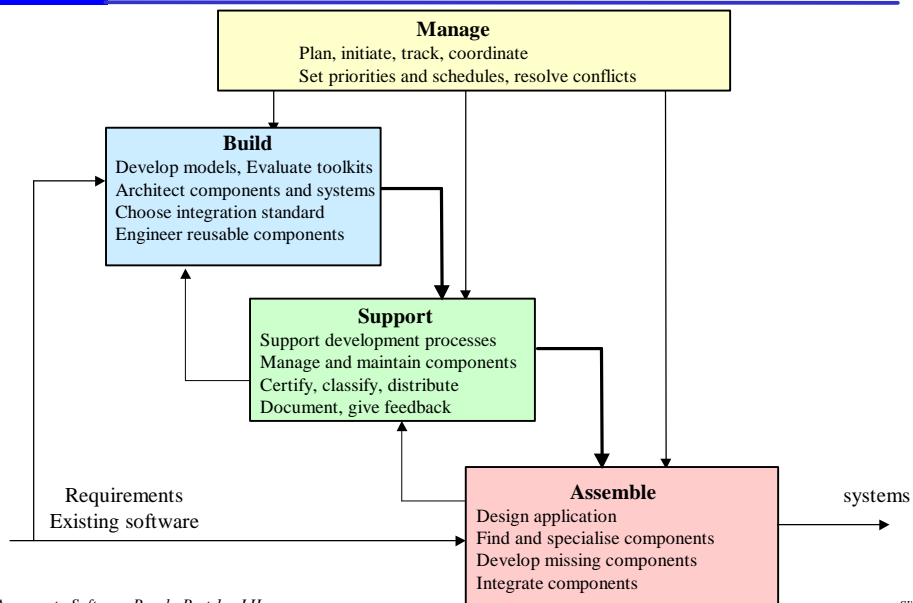 Manage
Plan, initiate, track, coordinate
Set priorities and schedules, resolve conflicts
Build
Develop models, Evaluate toolkits
Architect components and systems
Choose integration standard
Engineer reusable components
Support
Support development processes
Manage and maintain components
Certify, classify, distribute
Document, give feedback
Requirements
Existing software
Assemble
Design application
Find and specialise components
Develop missing components
Integrate components
systems